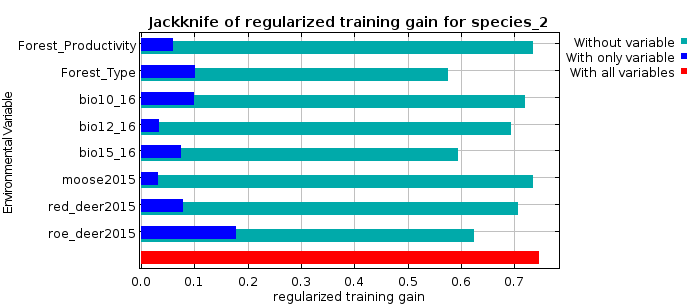 Jackknife of regularized training gain for species_2
Environmental Variable
Forest_Productivity
Forest_Type
bio10_16
bio12_16
bio15_16
moose2015
red_deer2015
roe_deer2015
0.0 0.1 0.2 0.3 0.4 0.5 0.6 0.7
regularized training gain
Without variable
With only variable
With all variables